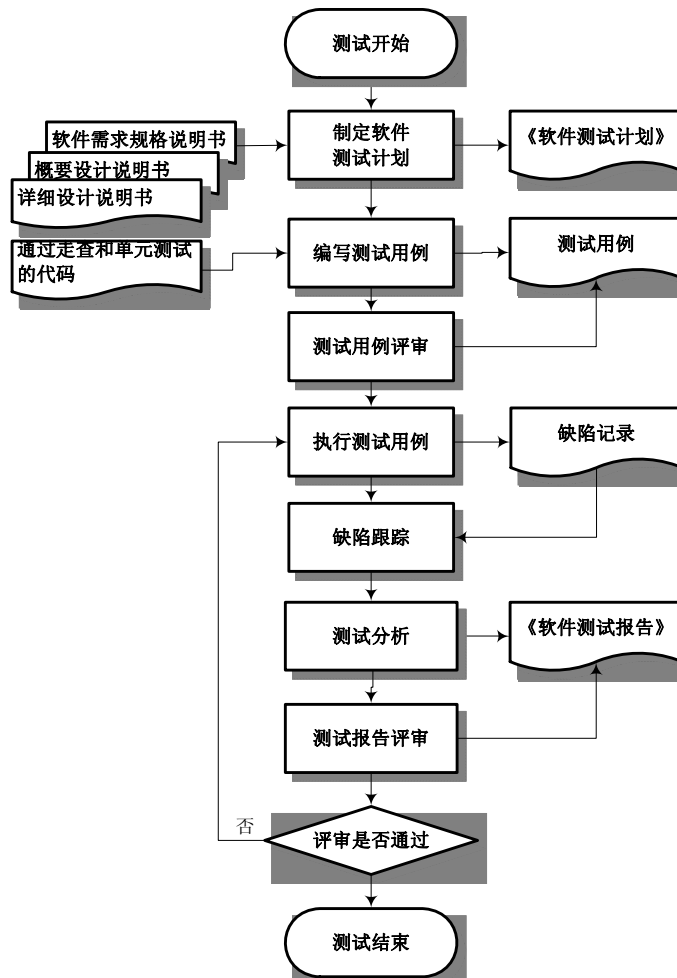 测试开始
软件需求规格说明书
概要设计说明书
详细设计说明书
制定软件
测试计划
《软件测试计划》
通过走查和单元测试
的代码
编写测试用例
测试用例
测试用例评审
执行测试用例
缺陷记录
缺陷跟踪
测试分析
《软件测试报告》
测试报告评审
否
评审是否通过
测试结束